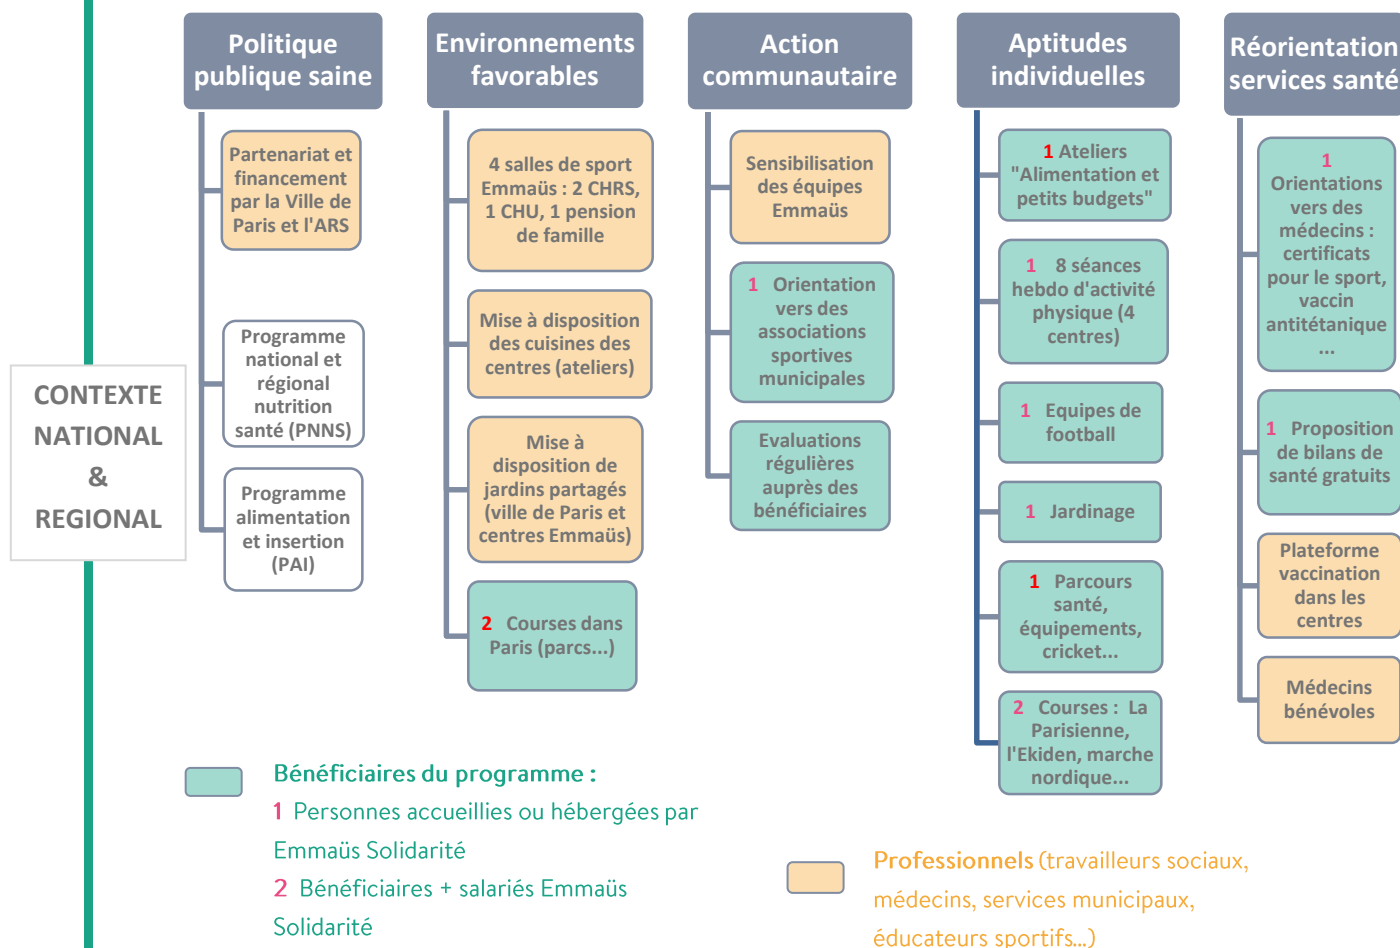 Politique
publique saine
Partenariat et
financement
par la Ville de
Paris et l'ARS
Programme
national et
régional
nutrition
santé (PNNS)
Programme
alimentation
et insertion
(PAI)
Environnements
favorables
4 salles de sport
Emmaüs : 2 CHRS,
1 CHU, 1 pension
de famille
Mise à disposition
des cuisines des
centres (ateliers)
Mise à
disposition de
jardins partagés
(ville de Paris et
centres Emmaüs)
2 Courses dans
Paris (parcs...)
Action
communautaire
Sensibilisation
des équipes
Emmaüs
1 Orientation
vers des
associations
sportives
municipales
Evaluations
régulières
auprès des
bénéficiaires
Aptitudes
individuelles
1 Ateliers
"Alimentation et
petits budgets"
1 8 séances
hebdo d'activité
physique (4
centres)
1 Equipes de
football
1 Jardinage
1 Parcours
santé,
équipements,
cricket...
2 Courses : La
Parisienne,
l'Ekiden, marche
nordique...
Réorientation
services santé
1
Orientations
vers des
médecins :
certificats
pour le sport,
vaccin
antitétanique
...
1 Proposition
de bilans de
santé gratuits
Plateforme
vaccination
dans les
centres
Médecins
bénévoles
CONTEXTE
NATIONAL
&
REGIONAL
Bénéficiaires du programme :
1 Personnes accueillies ou hébergées par
Emmaüs Solidarité
2 Bénéficiaires + salariés Emmaüs
Solidarité
Professionnels (travailleurs sociaux,
médecins, services municipaux,
éducateurs sportifs...)